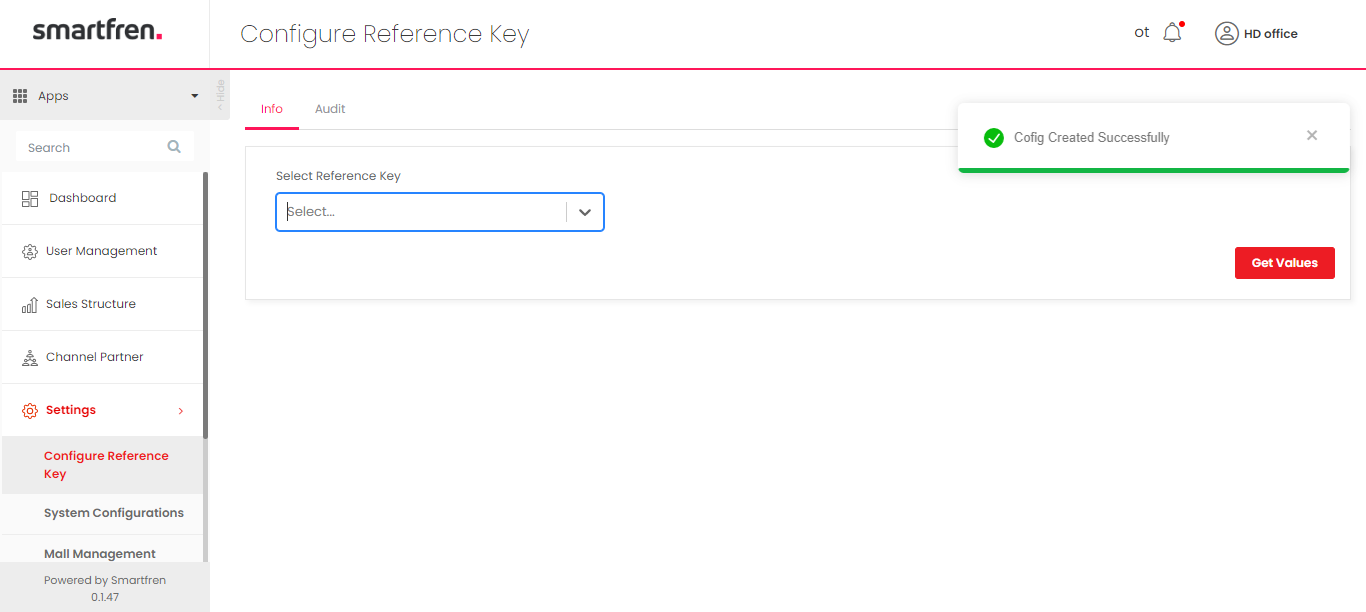 smartfren.
Configure Reference Key
ot
HD office
Apps
Hide
Info
Audit
Cofig Created Successfully
Search
Select Reference Key
Select...
Get Values
Dashboard
User Management
Sales Structure
Channel Partner
Settings
Configure Reference
Key
System Configurations
Mall Management
Powered by Smartfren
0.1.47